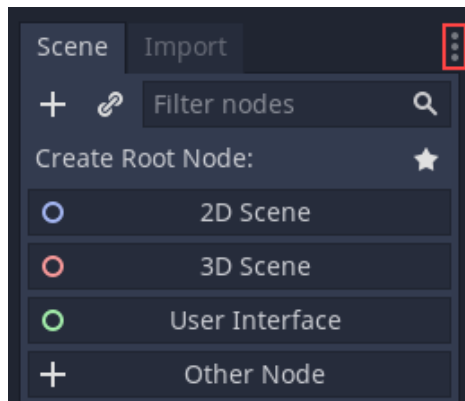 Scene Import
Filter nodes
Create Root Node:
2D Scene
3D Scene
User Interface
Other Node